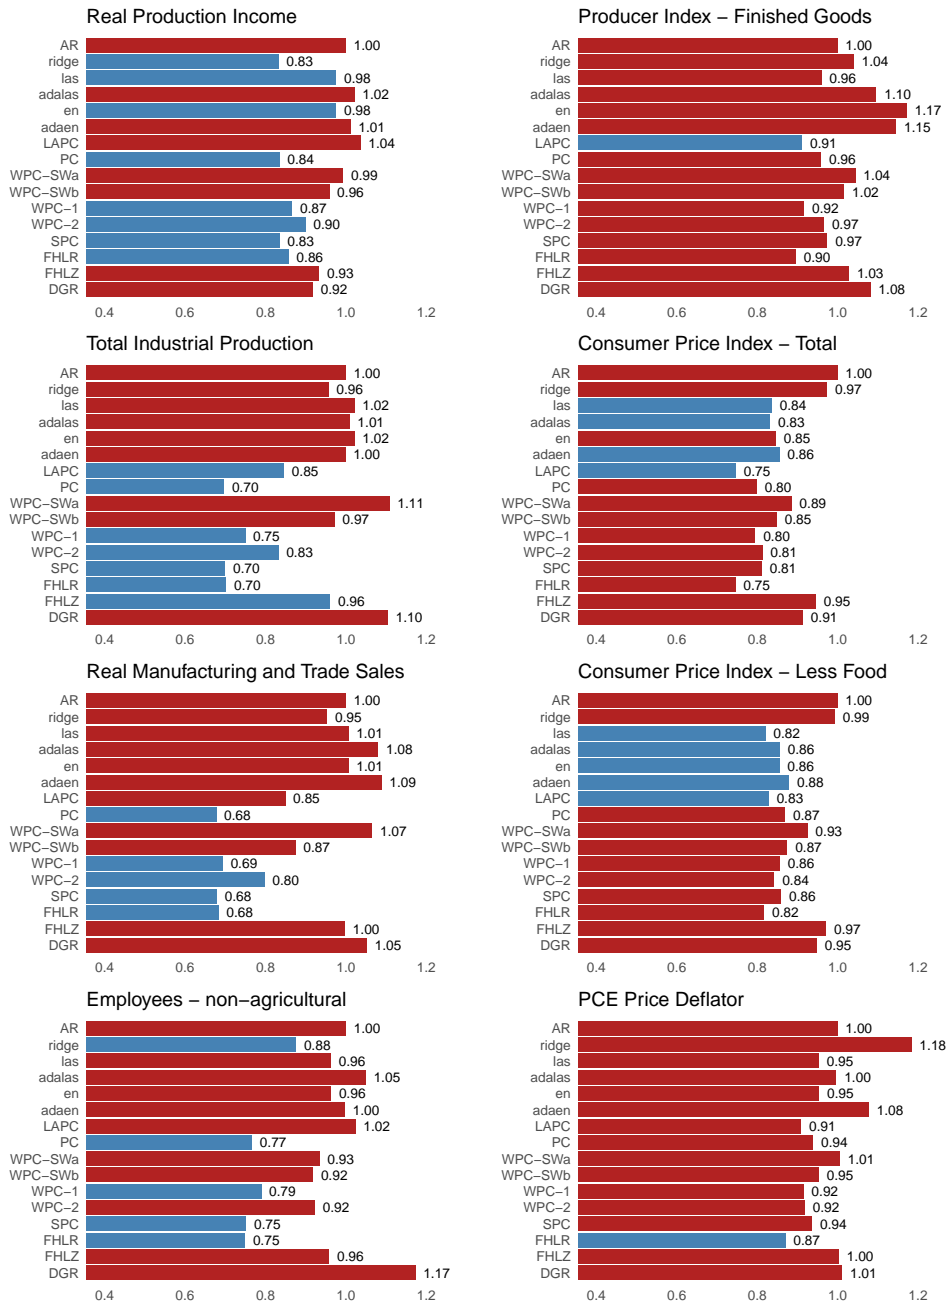 Real Production Income
AR 1.00
ridge 0.83
las 0.98
adalas 1.02
en 0.98
adaen 1.01
LAPC 1.04
PC 0.84
WPC−SWa 0.99
WPC−SWb 0.96
WPC−1 0.87
WPC−2 0.90
SPC 0.83
FHLR 0.86
FHLZ 0.93
DGR 0.92
0.4 0.6 0.8 1.0 1.2
Producer Index − Finished Goods
AR 1.00
ridge 1.04
las 0.96
adalas 1.10
en 1.17
adaen 1.15
LAPC 0.91
PC 0.96
WPC−SWa 1.04
WPC−SWb 1.02
WPC−1 0.92
WPC−2 0.97
SPC 0.97
FHLR 0.90
FHLZ 1.03
DGR 1.08
0.4 0.6 0.8 1.0 1.2
Total Industrial Production
AR 1.00
ridge 0.96
las 1.02
adalas 1.01
en 1.02
adaen 1.00
LAPC 0.85
PC 0.70
WPC−SWa 1.11
WPC−SWb 0.97
WPC−1 0.75
WPC−2 0.83
SPC 0.70
FHLR 0.70
FHLZ 0.96
DGR 1.10
0.4 0.6 0.8 1.0 1.2
Consumer Price Index − Total
AR 1.00
ridge 0.97
las 0.84
adalas 0.83
en 0.85
adaen 0.86
LAPC 0.75
PC 0.80
WPC−SWa 0.89
WPC−SWb 0.85
WPC−1 0.80
WPC−2 0.81
SPC 0.81
FHLR 0.75
FHLZ 0.95
DGR 0.91
0.4 0.6 0.8 1.0 1.2
Real Manufacturing and Trade Sales
AR 1.00
ridge 0.95
las 1.01
adalas 1.08
en 1.01
adaen 1.09
LAPC 0.85
PC 0.68
WPC−SWa 1.07
WPC−SWb 0.87
WPC−1 0.69
WPC−2 0.80
SPC 0.68
FHLR 0.68
FHLZ 1.00
DGR 1.05
0.4 0.6 0.8 1.0 1.2
Consumer Price Index − Less Food
AR 1.00
ridge 0.99
las 0.82
adalas 0.86
en 0.86
adaen 0.88
LAPC 0.83
PC 0.87
WPC−SWa 0.93
WPC−SWb 0.87
WPC−1 0.86
WPC−2 0.84
SPC 0.86
FHLR 0.82
FHLZ 0.97
DGR 0.95
0.4 0.6 0.8 1.0 1.2
Employees − non−agricultural
AR 1.00
ridge 0.88
las 0.96
adalas 1.05
en 0.96
adaen 1.00
LAPC 1.02
PC 0.77
WPC−SWa 0.93
WPC−SWb 0.92
WPC−1 0.79
WPC−2 0.92
SPC 0.75
FHLR 0.75
FHLZ 0.96
DGR 1.17
0.4 0.6 0.8 1.0 1.2
PCE Price Deflator
AR 1.00
ridge 1.18
las 0.95
adalas 1.00
en 0.95
adaen 1.08
LAPC 0.91
PC 0.94
WPC−SWa 1.01
WPC−SWb 0.95
WPC−1 0.92
WPC−2 0.92
SPC 0.94
FHLR 0.87
FHLZ 1.00
DGR 1.01
0.4 0.6 0.8 1.0 1.2